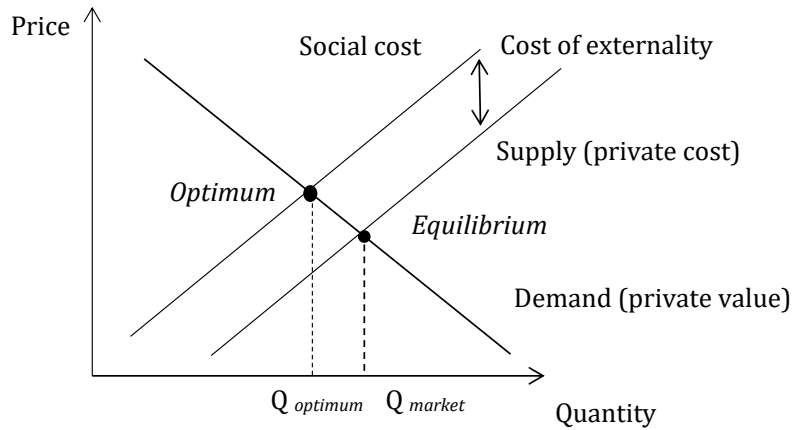 Price
Social cost
Cost of externality
Supply (private cost)
Optimum
Equilibrium
Demand (private value)
Q optimum
Q market
Quantity